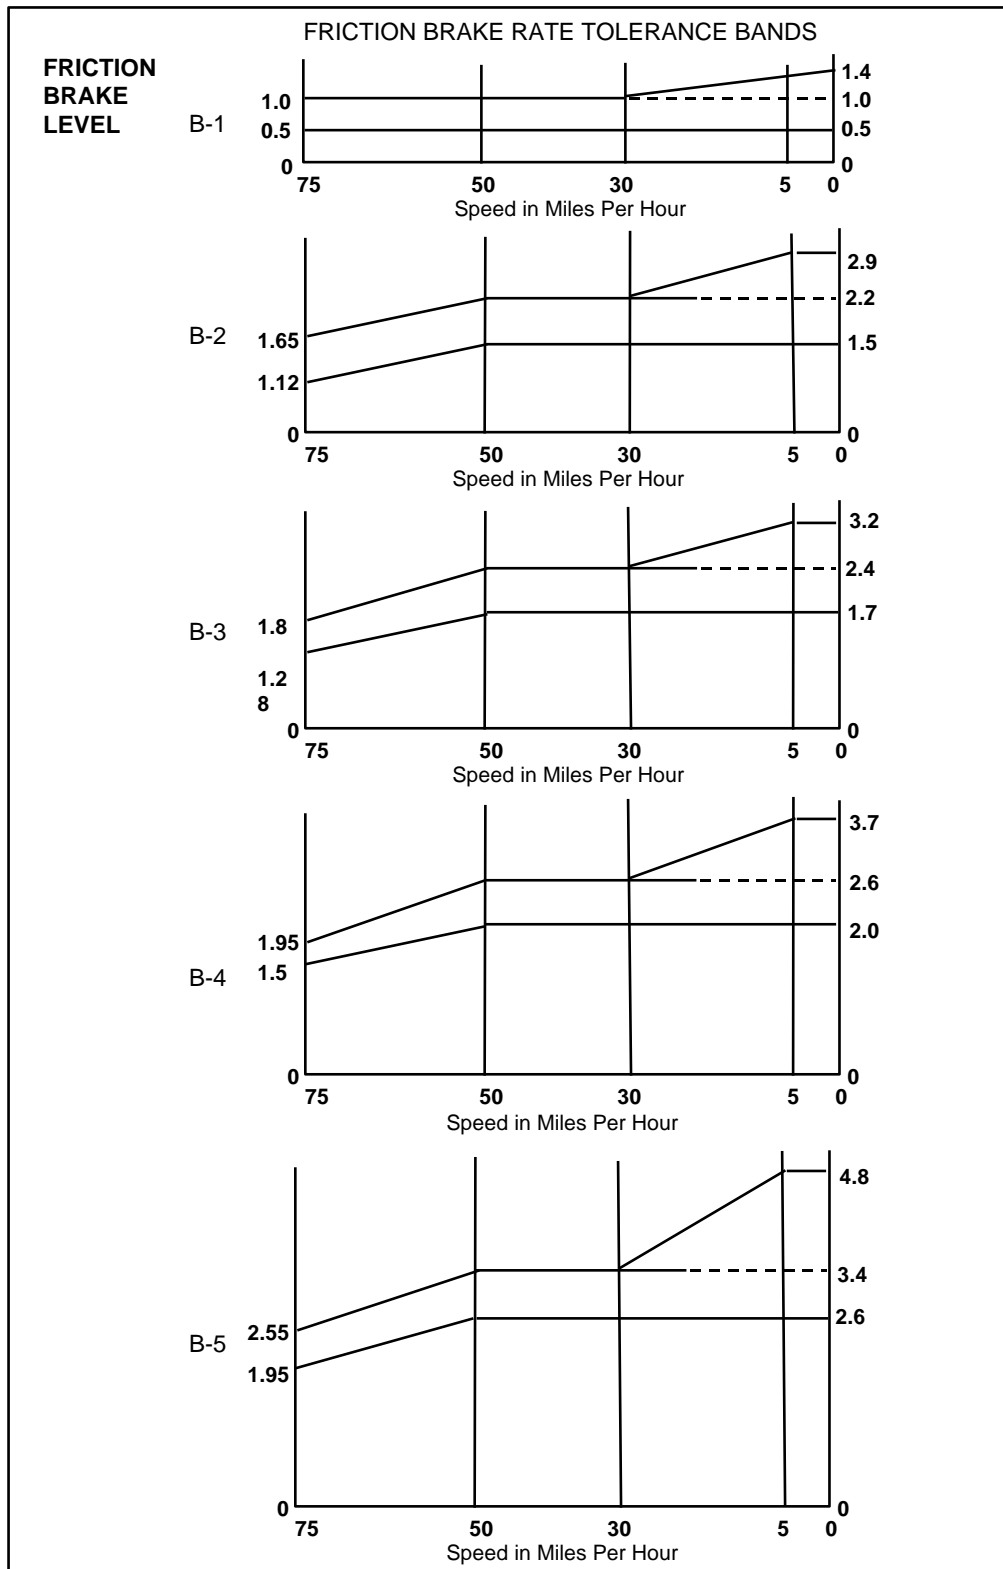 FRICTION BRAKE RATE TOLERANCE BANDS
FRICTION
BRAKE
LEVEL
B-1
1.0
0.5
0
1.4
1.0
0.5
0
75 50 30 5 0
Speed in Miles Per Hour
B-2
1.65
1.12
0
2.9
2.2
1.5
0
75 50 30 5 0
Speed in Miles Per Hour
B-3
1.8
1.2
8
0
3.2
2.4
1.7
0
75 50 30 5 0
Speed in Miles Per Hour
B-4
1.95
1.5
0
3.7
2.6
2.0
0
75 50 30 5 0
Speed in Miles Per Hour
B-5
2.55
1.95
0
4.8
3.4
2.6
0
75 50 30 5 0
Speed in Miles Per Hour